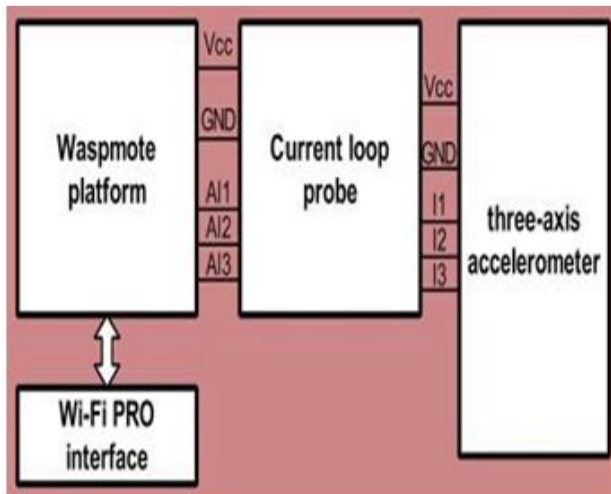 Waspmote
platform
Vcc
GND
AI1
AI2
AI3
Current loop
probe
Vcc
GND
I1
I2
I3
three-axis
accelerometer
Wi-Fi PRO
interface